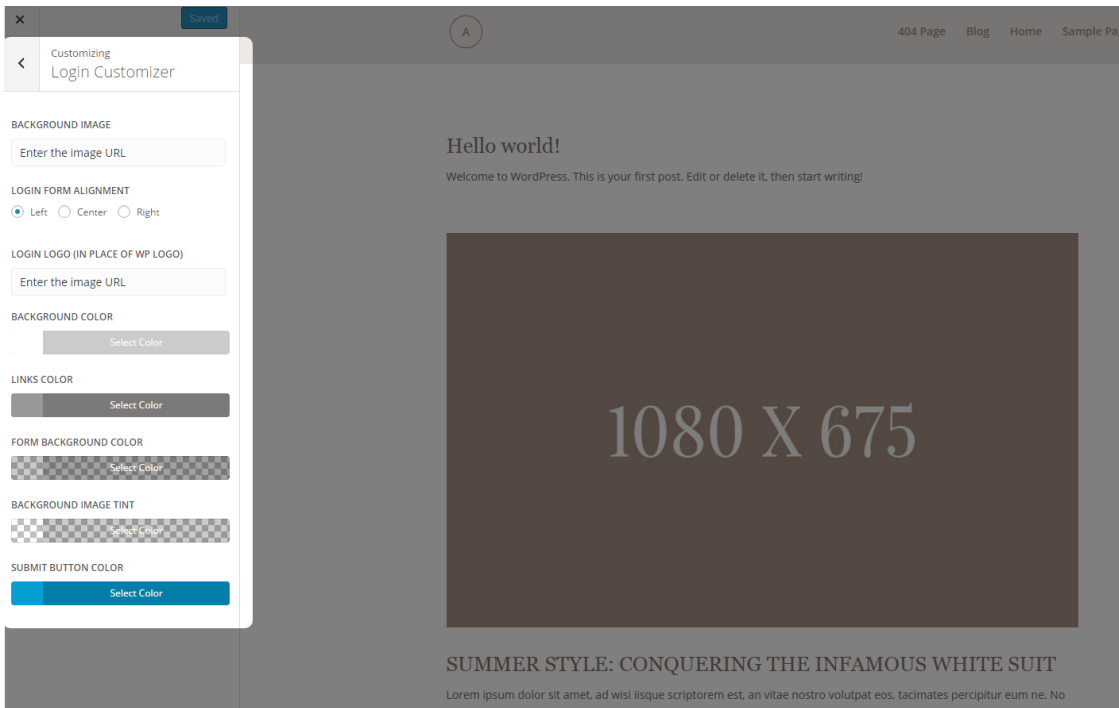 ×
Saved
A
404 Page Blog Home Sample Pa
Customizing
Login Customizer
BACKGROUND IMAGE
Enter the image URL
LOGIN FORM ALIGNMENT
Left Center Right
LOGIN LOGO (IN PLACE OF WP LOGO)
Enter the image URL
BACKGROUND COLOR
Select Color
LINKS COLOR
Select Color
FORM BACKGROUND COLOR
Select Color
BACKGROUND IMAGE TINT
Select Color
SUBMIT BUTTON COLOR
Select Color
Hello world!
Welcome to WordPress. This is your first post. Edit or delete it, then start writing!
1080 X 675
SUMMER STYLE: CONQUERING THE INFAMOUS WHITE SUIT
Lorem ipsum dolor sit amet, ad wisi iisque scriptorem est, an vitae nostro volutpat eos, tacimates percipitur eum ne. No